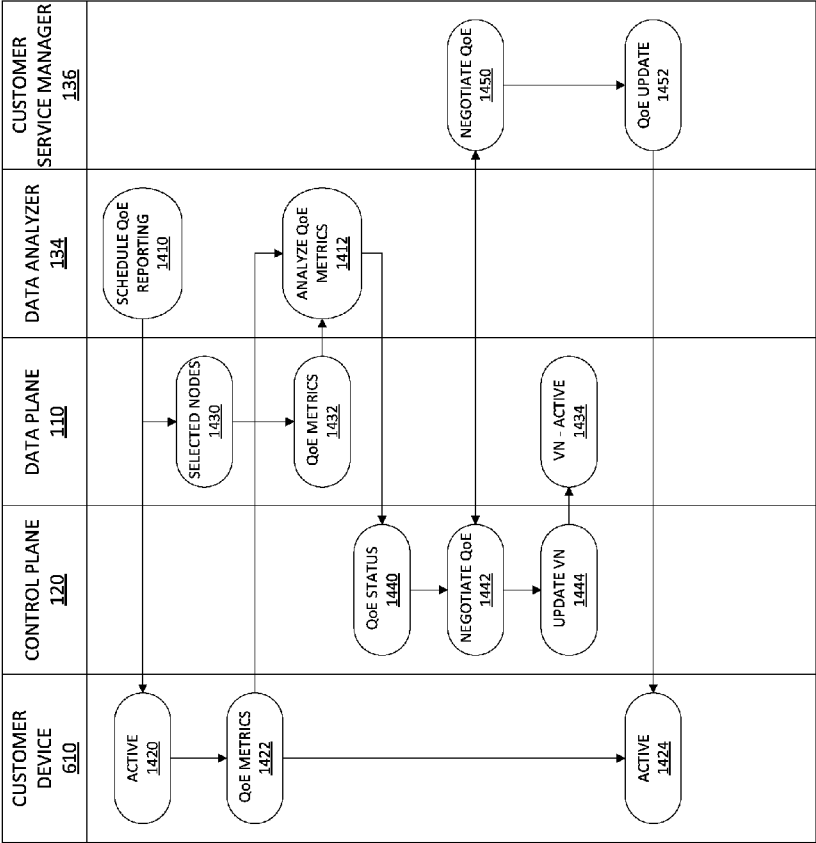 CUSTOMER
DEVICE
610
CONTROL PLANE
120
DATA PLANE
110
DATA ANALYZER
134
CUSTOMER
SERVICE MANAGER
136
ACTIVE
1420
QoE METRICS
1422
ACTIVE
1424
QoE STATUS
1440
NEGOTIATE QoE
1442
UPDATE VN
1444
SELECTED NODES
1430
QoE METRICS
1432
VN - ACTIVE
1434
SCHEDULE QoE
REPORTING
1410
ANALYZE QoE
METRICS
1412
NEGOTIATE QoE
1450
QoE UPDATE
1452